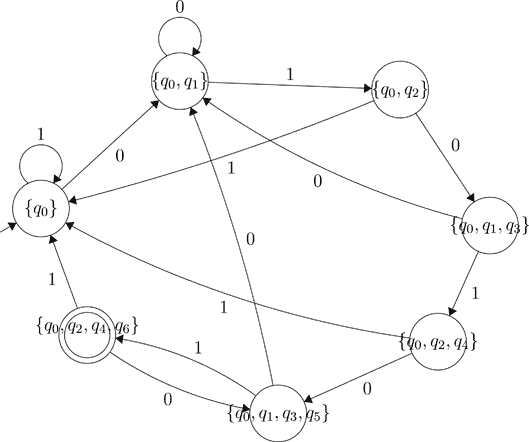 0
{q₀, q₁}
1
{q₀, q₂}
1
0
0
1
0
{q₀}
{q₀, q₁, q₃}
0
1
1
1
{q₀, q₂, q₄, q₆}
1
{q₀, q₂, q₄}
0
0
{q₀, q₁, q₃, q₅}